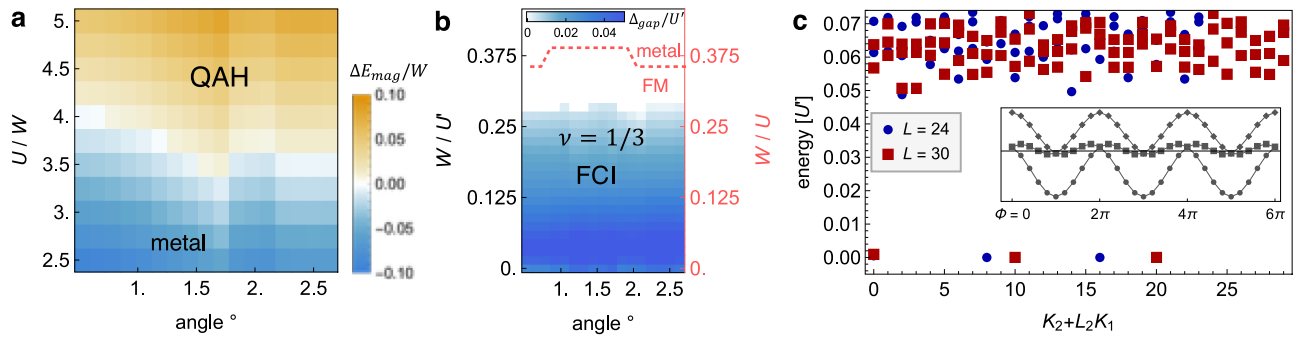 a
U / W
5.
4.5
4.
3.5
3.
2.5
QAH
metal
1.
1.5
2.
2.5
angle °
ΔE_mag/W
0.10
0.05
0.00
−0.05
−0.10
b
Δ_gap/U'
0
0.02
0.04
W / U'
0.375
0.25
0.125
0.
metal
FM
ν = 1/3
FCI
0.375
0.25
0.125
0.
W / U
1.
1.5
2.
2.5
angle °
c
energy [U']
0.07
0.06
0.05
0.04
0.03
0.02
0.01
0.00
L = 24
L = 30
Φ = 0
2π
4π
6π
0
5
10
15
20
25
K₂+L₂K₁